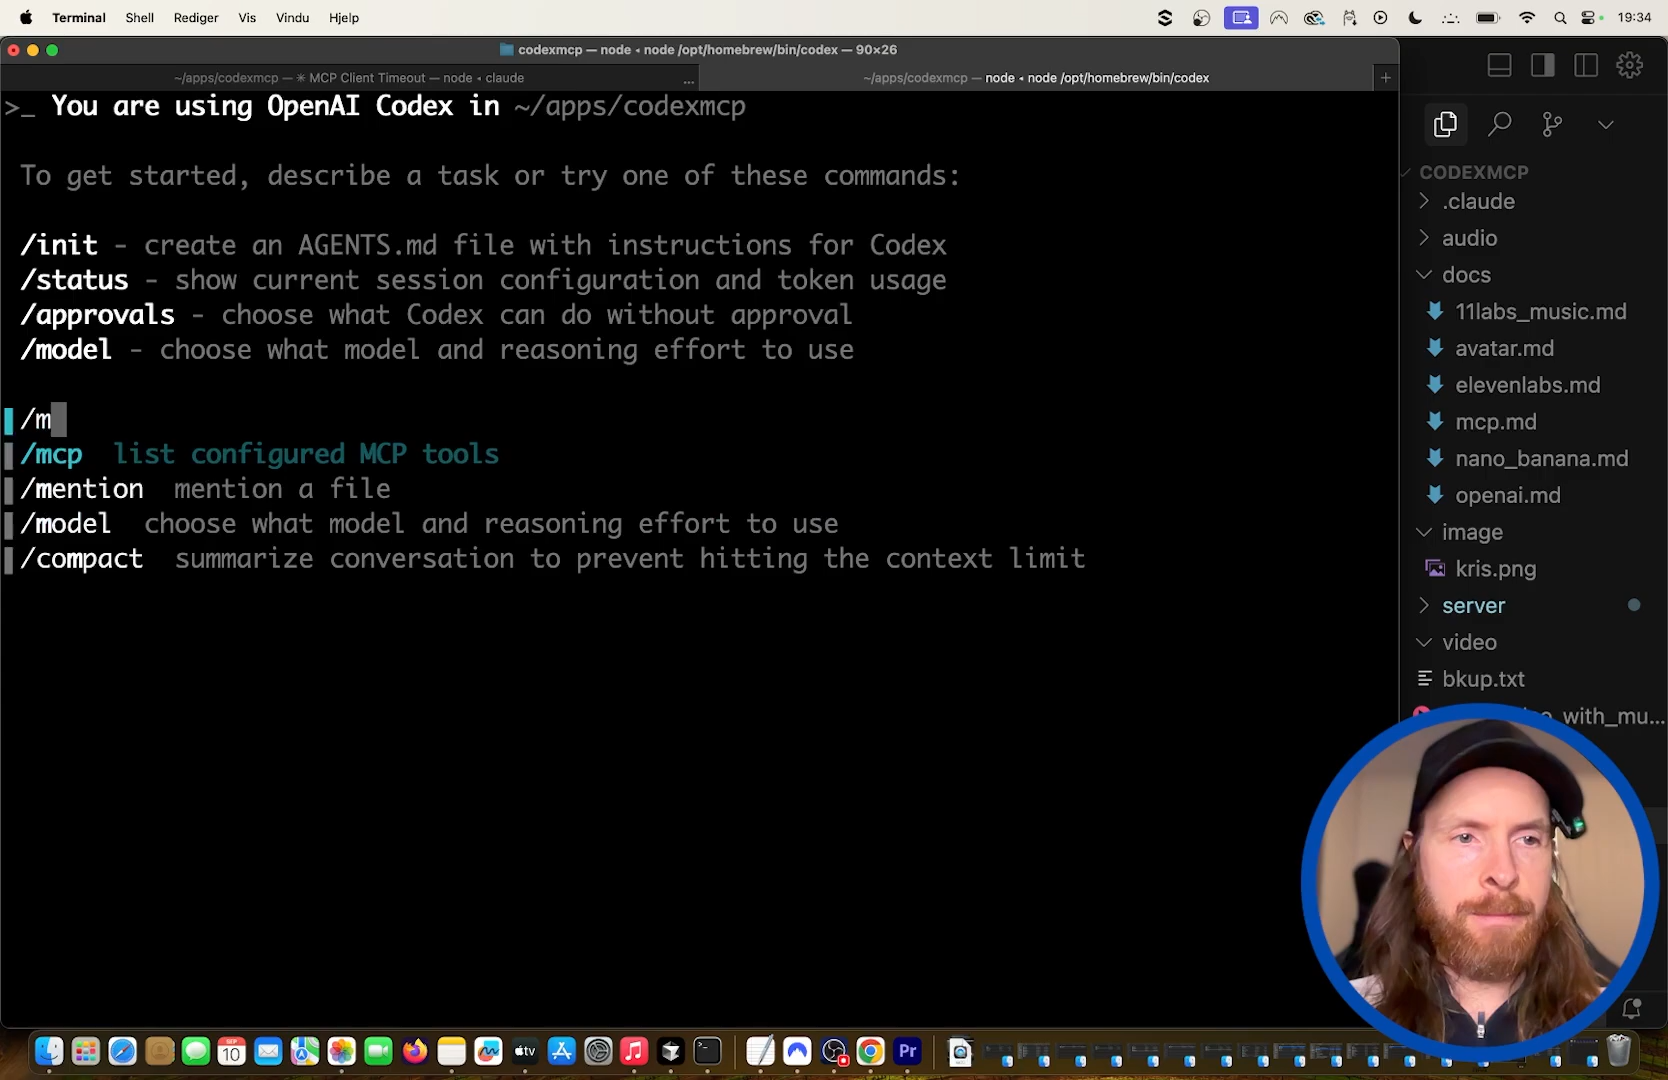 Terminal Shell Rediger Vis Vindu Hjelp
19:34
codexmcp — node ◂ node /opt/homebrew/bin/codex — 90×26
~/apps/codexmcp — ✳ MCP Client Timeout — node ◂ claude
...
~/apps/codexmcp — node ◂ node /opt/homebrew/bin/codex
+
>_ You are using OpenAI Codex in ~/apps/codexmcp
To get started, describe a task or try one of these commands:
/init - create an AGENTS.md file with instructions for Codex
/status - show current session configuration and token usage
/approvals - choose what Codex can do without approval
/model - choose what model and reasoning effort to use
/m
/mcp list configured MCP tools
/mention mention a file
/model choose what model and reasoning effort to use
/compact summarize conversation to prevent hitting the context limit
CODEXMCP
.claude
audio
docs
11labs_music.md
avatar.md
elevenlabs.md
mcp.md
nano_banana.md
openai.md
image
kris.png
server
video
bkup.txt
_with_mu...
SEP
10
tv
Pr